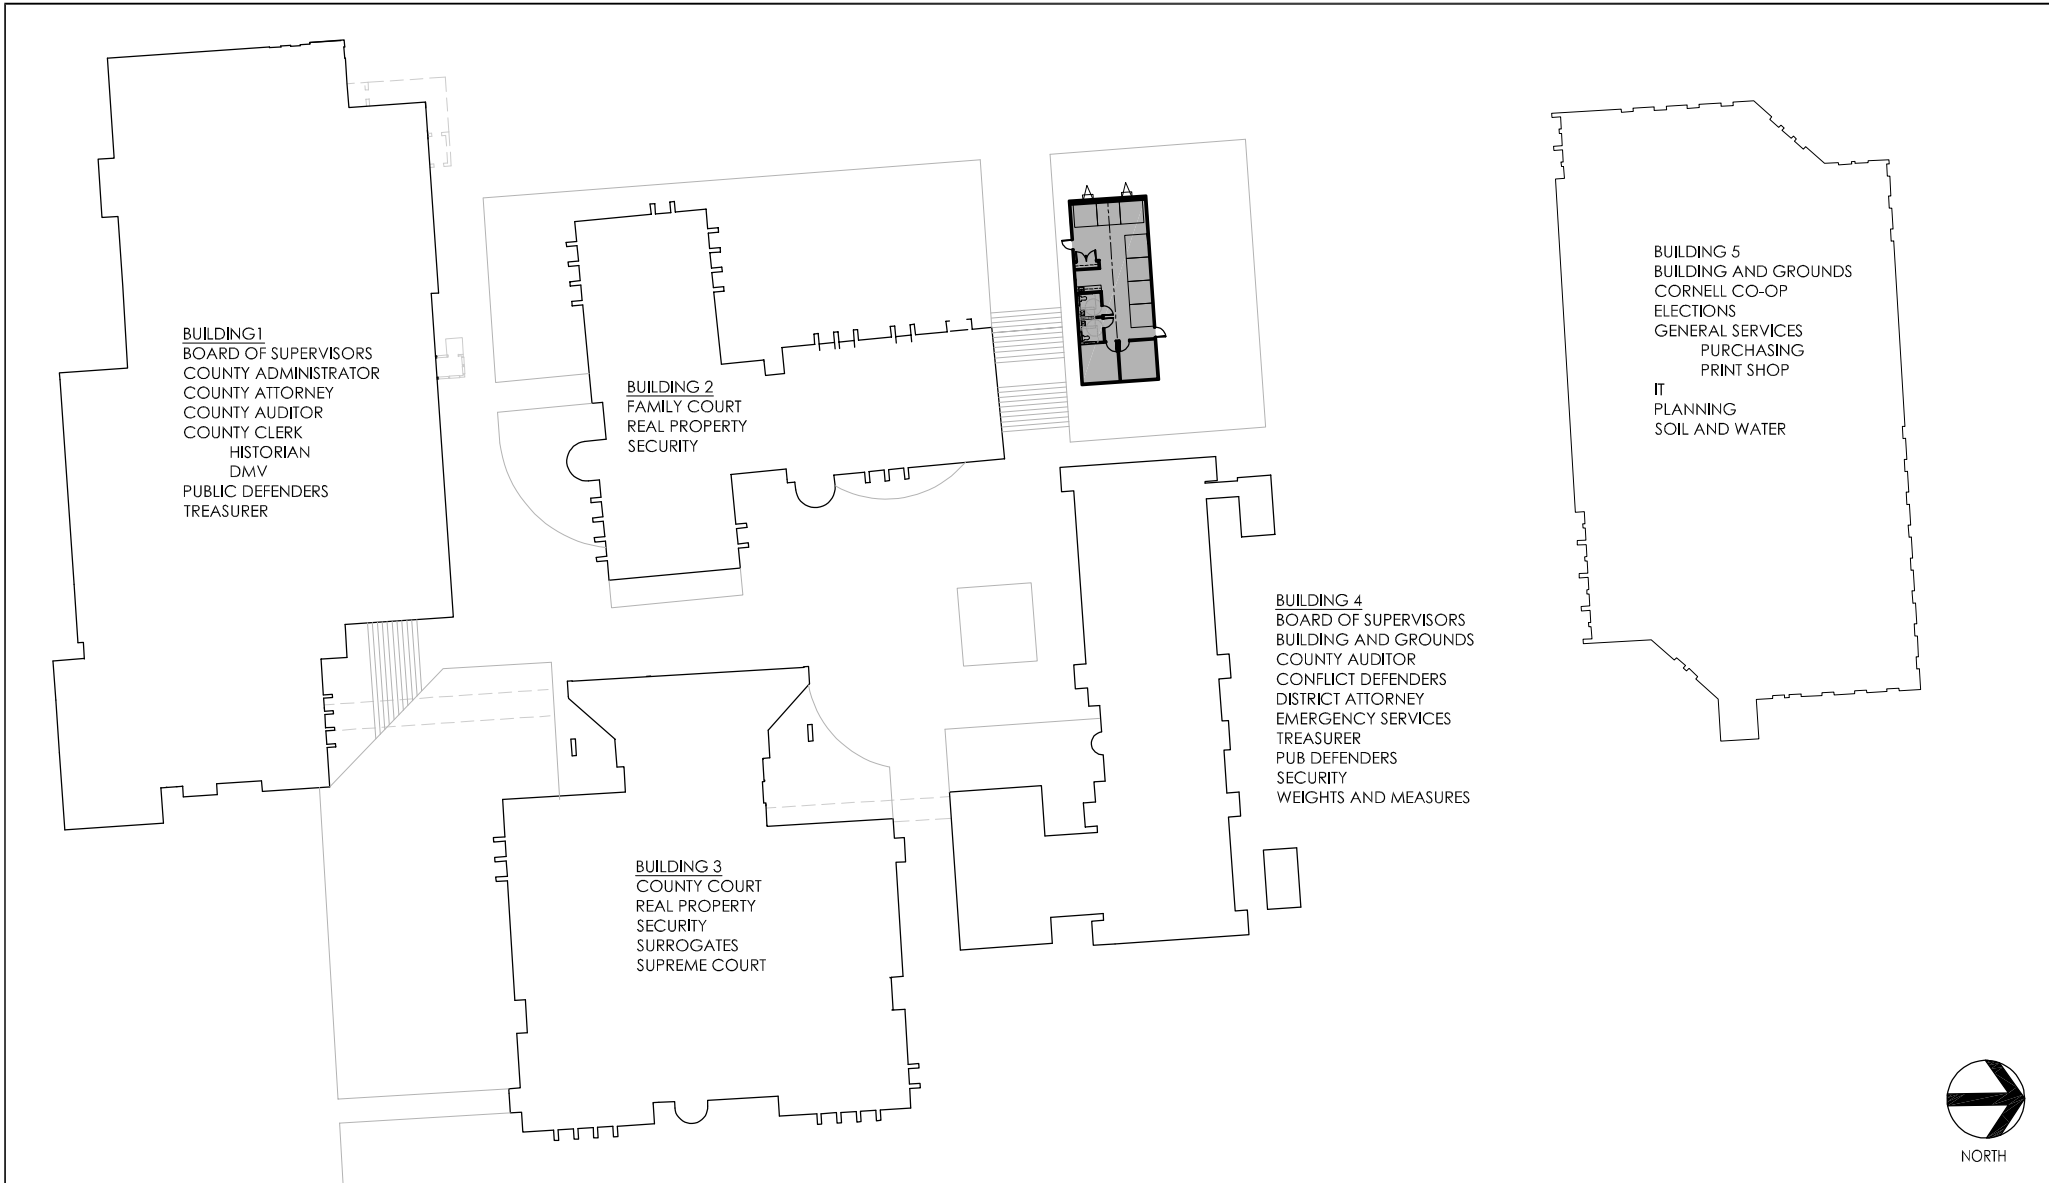 BUILDING1
BOARD OF SUPERVISORS
COUNTY ADMINISTRATOR
COUNTY ATTORNEY
COUNTY AUDITOR
COUNTY CLERK
HISTORIAN
DMV
PUBLIC DEFENDERS
TREASURER
BUILDING 2
FAMILY COURT
REAL PROPERTY
SECURITY
BUILDING 3
COUNTY COURT
REAL PROPERTY
SECURITY
SURROGATES
SUPREME COURT
BUILDING 4
BOARD OF SUPERVISORS
BUILDING AND GROUNDS
COUNTY AUDITOR
CONFLICT DEFENDERS
DISTRICT ATTORNEY
EMERGENCY SERVICES
TREASURER
PUB DEFENDERS
SECURITY
WEIGHTS AND MEASURES
BUILDING 5
BUILDING AND GROUNDS
CORNELL CO-OP
ELECTIONS
GENERAL SERVICES
PURCHASING
PRINT SHOP
IT
PLANNING
SOIL AND WATER
NORTH